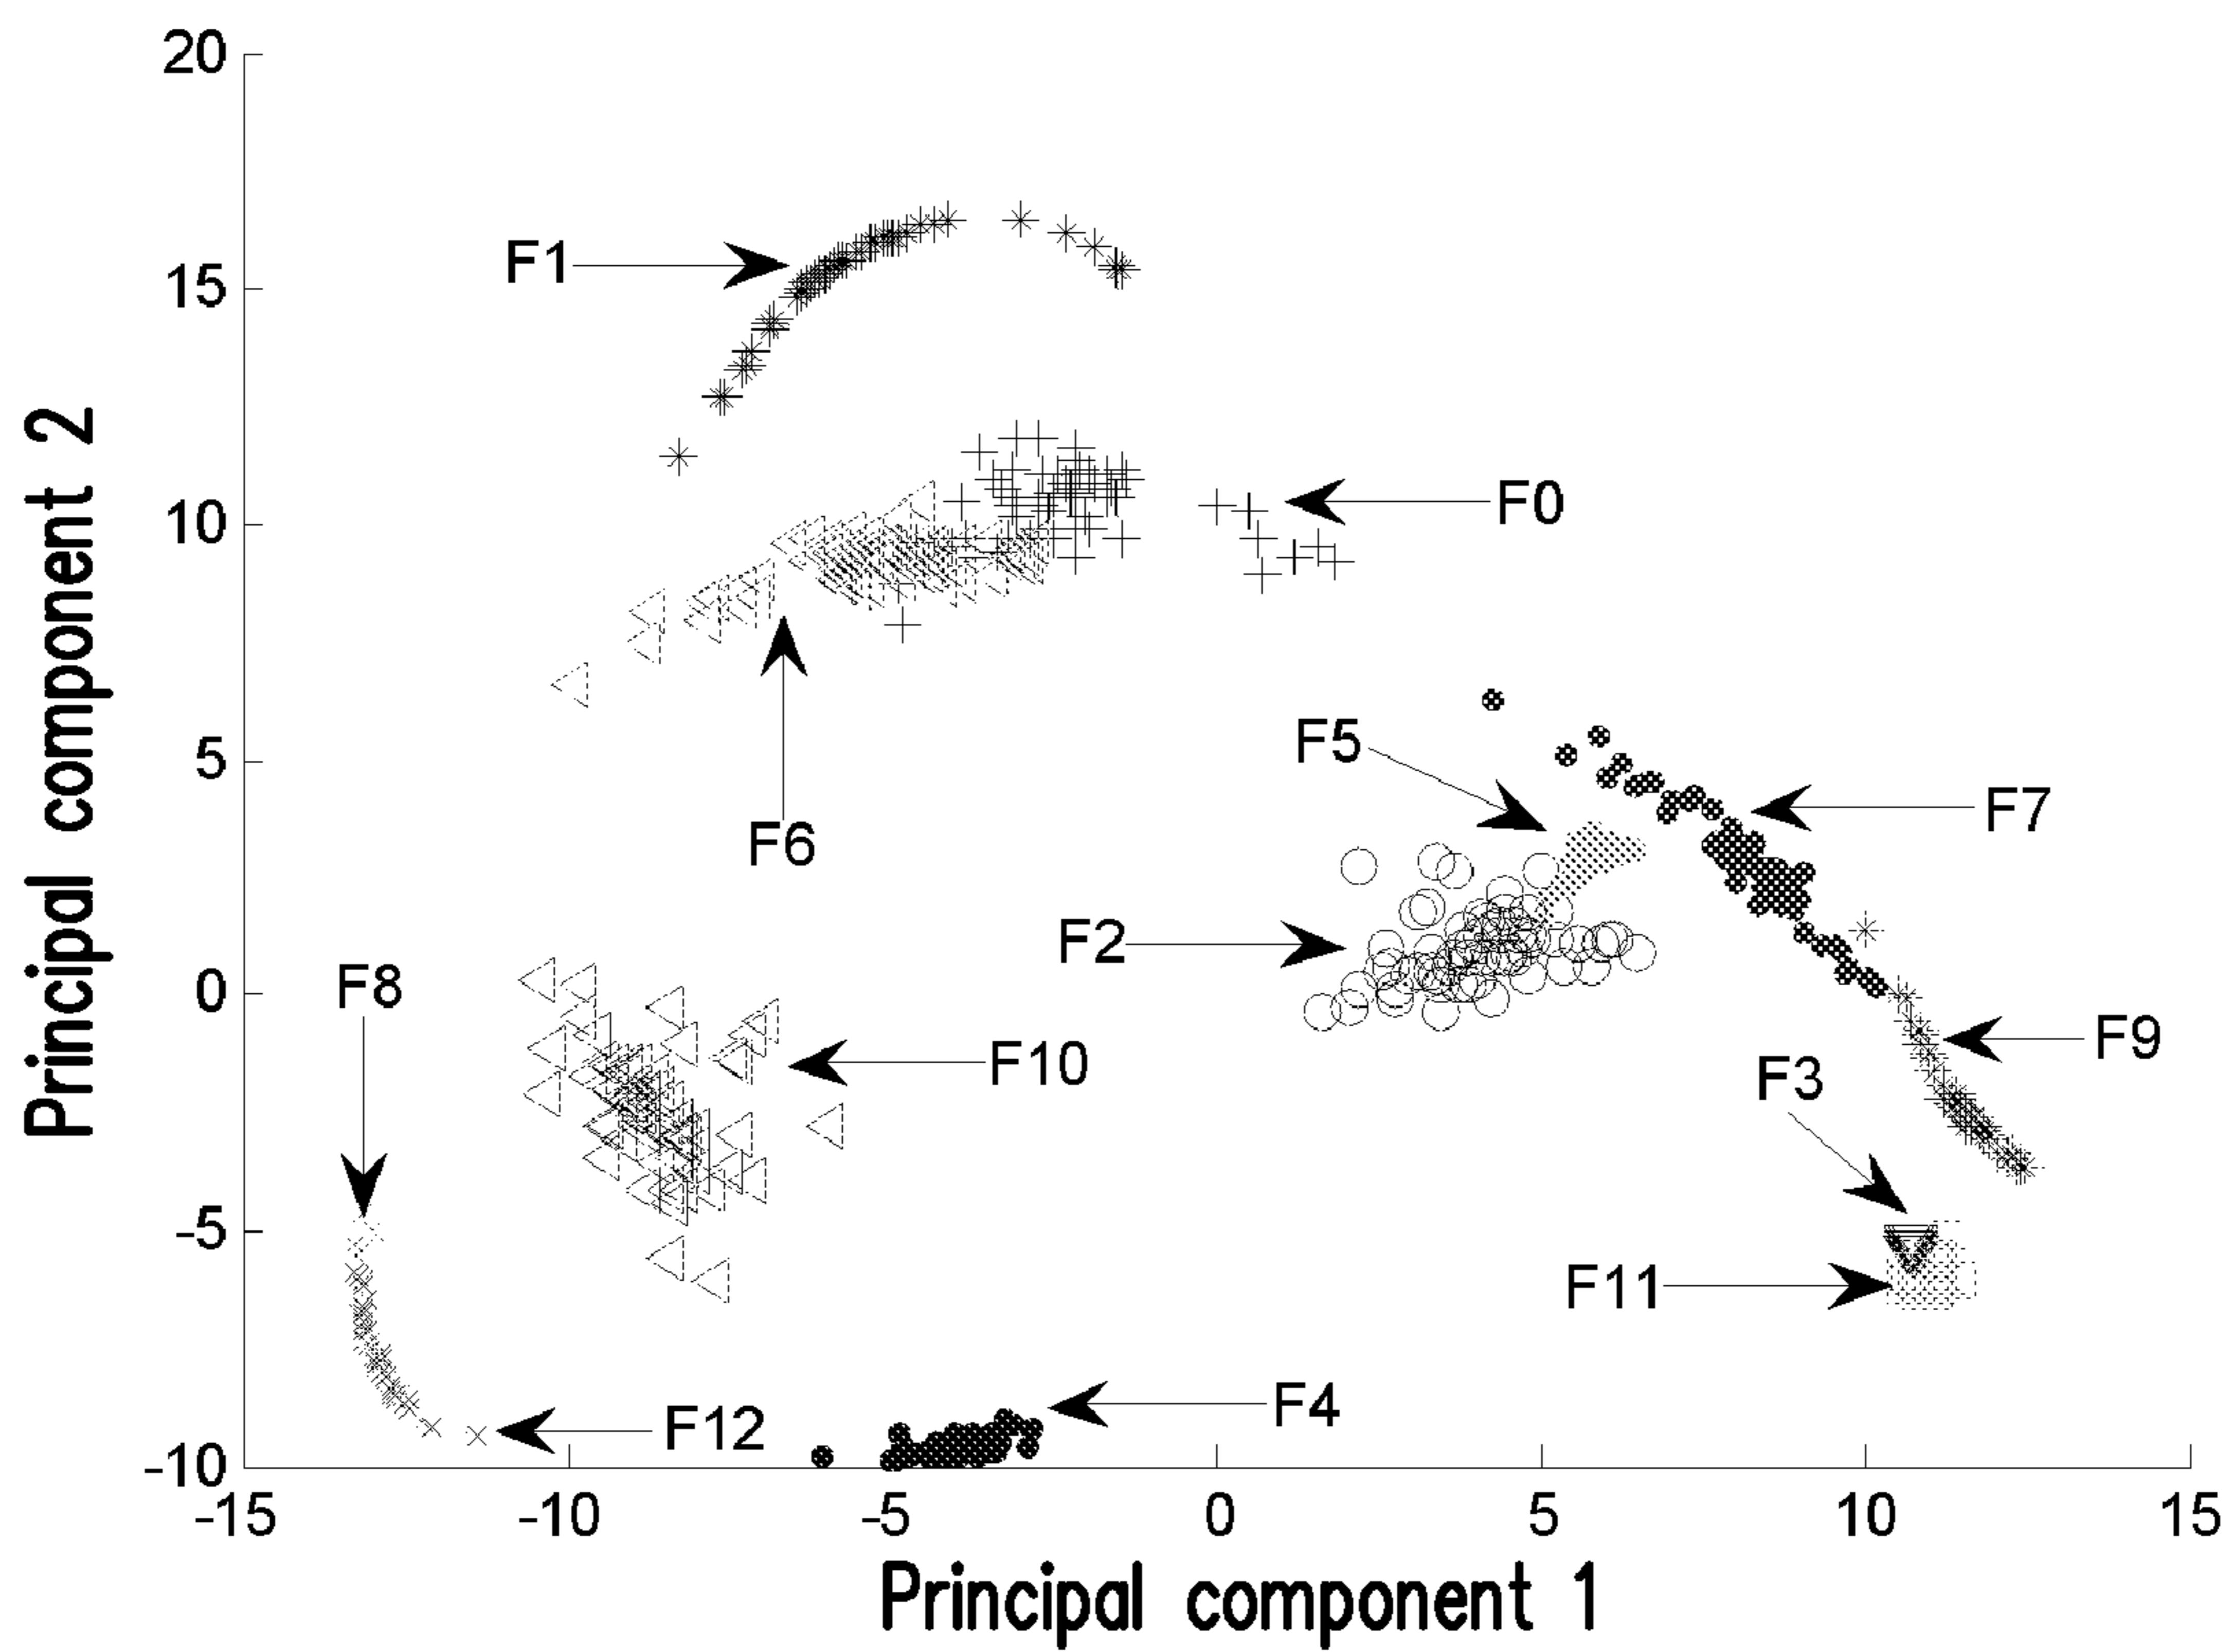 20
F1
15
F0
10
Principal component 2
F5
5
F7
F6
F2
F8
0
F10
F9
F3
-5
F11
F4
F12
-10
-15 -10 -5 0 5 10 15
Principal component 1